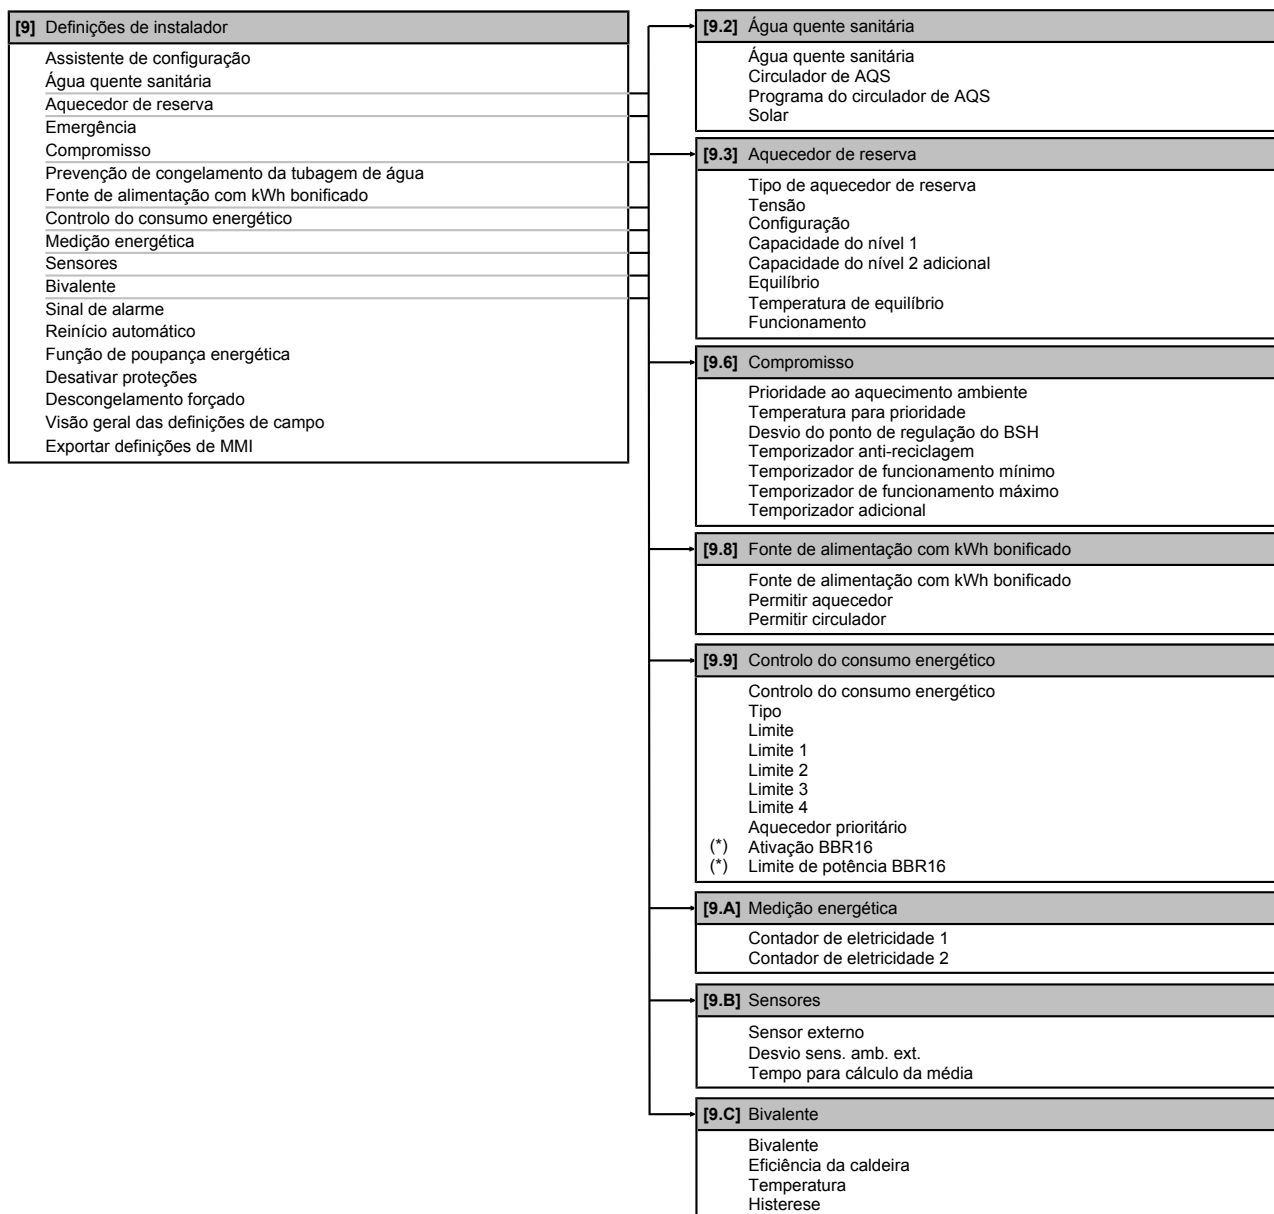 [9] Definições de instalador
Assistente de configuração
Água quente sanitária
Aquecedor de reserva
Emergência
Compromisso
Prevenção de congelamento da tubagem de água
Fonte de alimentação com kWh bonificado
Controlo do consumo energético
Medição energética
Sensores
Bivalente
Sinal de alarme
Reinício automático
Função de poupança energética
Desativar proteções
Descongelamento forçado
Visão geral das definições de campo
Exportar definições de MMI
[9.2] Água quente sanitária
Água quente sanitária
Circulador de AQS
Programa do circulador de AQS
Solar
[9.3] Aquecedor de reserva
Tipo de aquecedor de reserva
Tensão
Configuração
Capacidade do nível 1
Capacidade do nível 2 adicional
Equilíbrio
Temperatura de equilíbrio
Funcionamento
[9.6] Compromisso
Prioridade ao aquecimento ambiente
Temperatura para prioridade
Desvio do ponto de regulação do BSH
Temporizador anti-reciclagem
Temporizador de funcionamento mínimo
Temporizador de funcionamento máximo
Temporizador adicional
[9.8] Fonte de alimentação com kWh bonificado
Fonte de alimentação com kWh bonificado
Permitir aquecedor
Permitir circulador
[9.9] Controlo do consumo energético
Controlo do consumo energético
Tipo
Limite
Limite 1
Limite 2
Limite 3
Limite 4
Aquecedor prioritário
(*) Ativação BBR16
(*) Limite de potência BBR16
[9.A] Medição energética
Contador de eletricidade 1
Contador de eletricidade 2
[9.B] Sensores
Sensor externo
Desvio sens. amb. ext.
Tempo para cálculo da média
[9.C] Bivalente
Bivalente
Eficiência da caldeira
Temperatura
Histerese